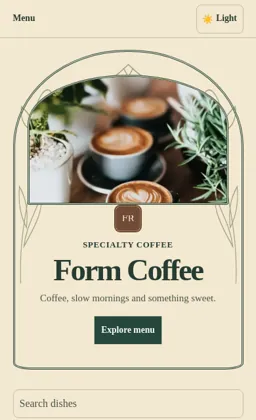 Menu
Light
FR
SPECIALTY COFFEE
Form Coffee
Coffee, slow mornings and something sweet.
Explore menu
Search dishes